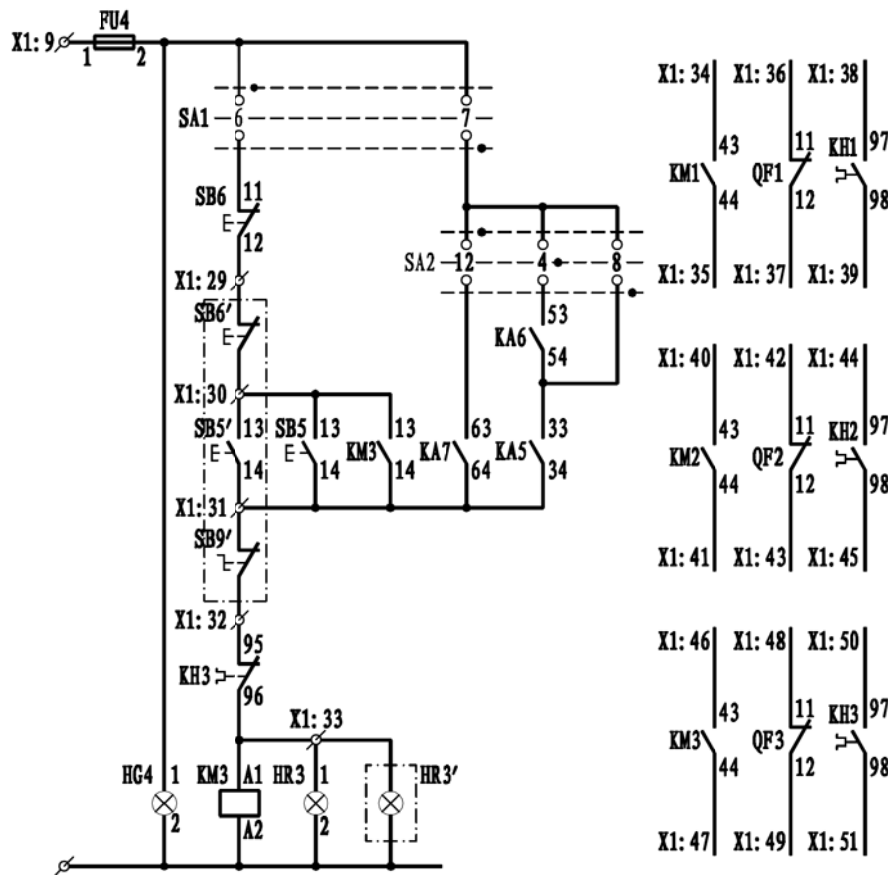 FU4
X1:9 1 2
X1:34 X1:36 X1:38
SA1 6 7
43 11 KH1 97
KM1 QF1
44 12 98
SB6 11
12
SA2 12 4 8
X1:29 X1:35 X1:37 X1:39
SB6′
53
KA6
54
X1:40 X1:42 X1:44
X1:30
SB5′ 13 SB5 13 KM3 13 KA7 63 KA5 33
14 14 14 64 34
43 11 KH2 97
KM2 QF2
44 12 98
X1:31
SB9′
X1:41 X1:43 X1:45
X1:32
95
KH3
96
X1:46 X1:48 X1:50
X1:33
43 11 KH3 97
KM3 QF3
44 12 98
HG4 1 KM3 A1 HR3 1 HR3′
2 A2 2
X1:47 X1:49 X1:51